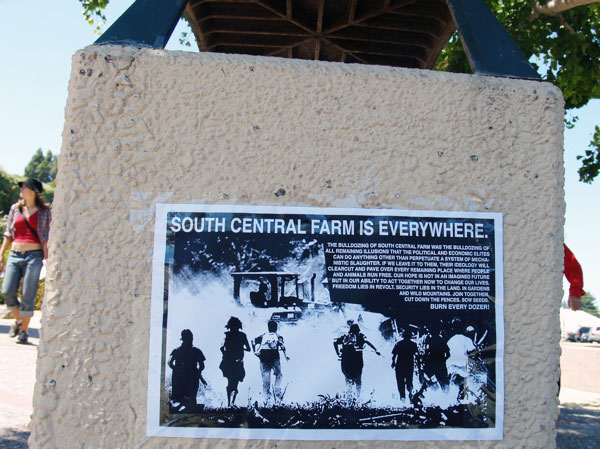 SOUTH CENTRAL FARM IS EVERYWHERE.
THE BULLDOZING OF SOUTH CENTRAL FARM WAS THE BULLDOZING OF
ALL REMAINING ILLUSIONS THAT THE POLITICAL AND ECONOMIC ELITES
CAN DO ANYTHING OTHER THAN PERPETUATE A SYSTEM OF MECHA-
NISTIC SLAUGHTER. IF WE LEAVE IT TO THEM, THEIR IDEOLOGY WILL
CLEARCUT AND PAVE OVER EVERY REMAINING PLACE WHERE PEOPLE
AND ANIMALS RUN FREE. OUR HOPE IS NOT IN AN IMAGINED FUTURE
BUT IN OUR ABILITY TO ACT TOGETHER NOW TO CHANGE OUR LIVES.
FREEDOM LIES IN REVOLT. SECURITY LIES IN THE LAND. IN GARDENS
AND WILD MOUNTAINS. JOIN TOGETHER,
CUT DOWN THE FENCES. SOW SEEDS,
BURN EVERY DOZER!